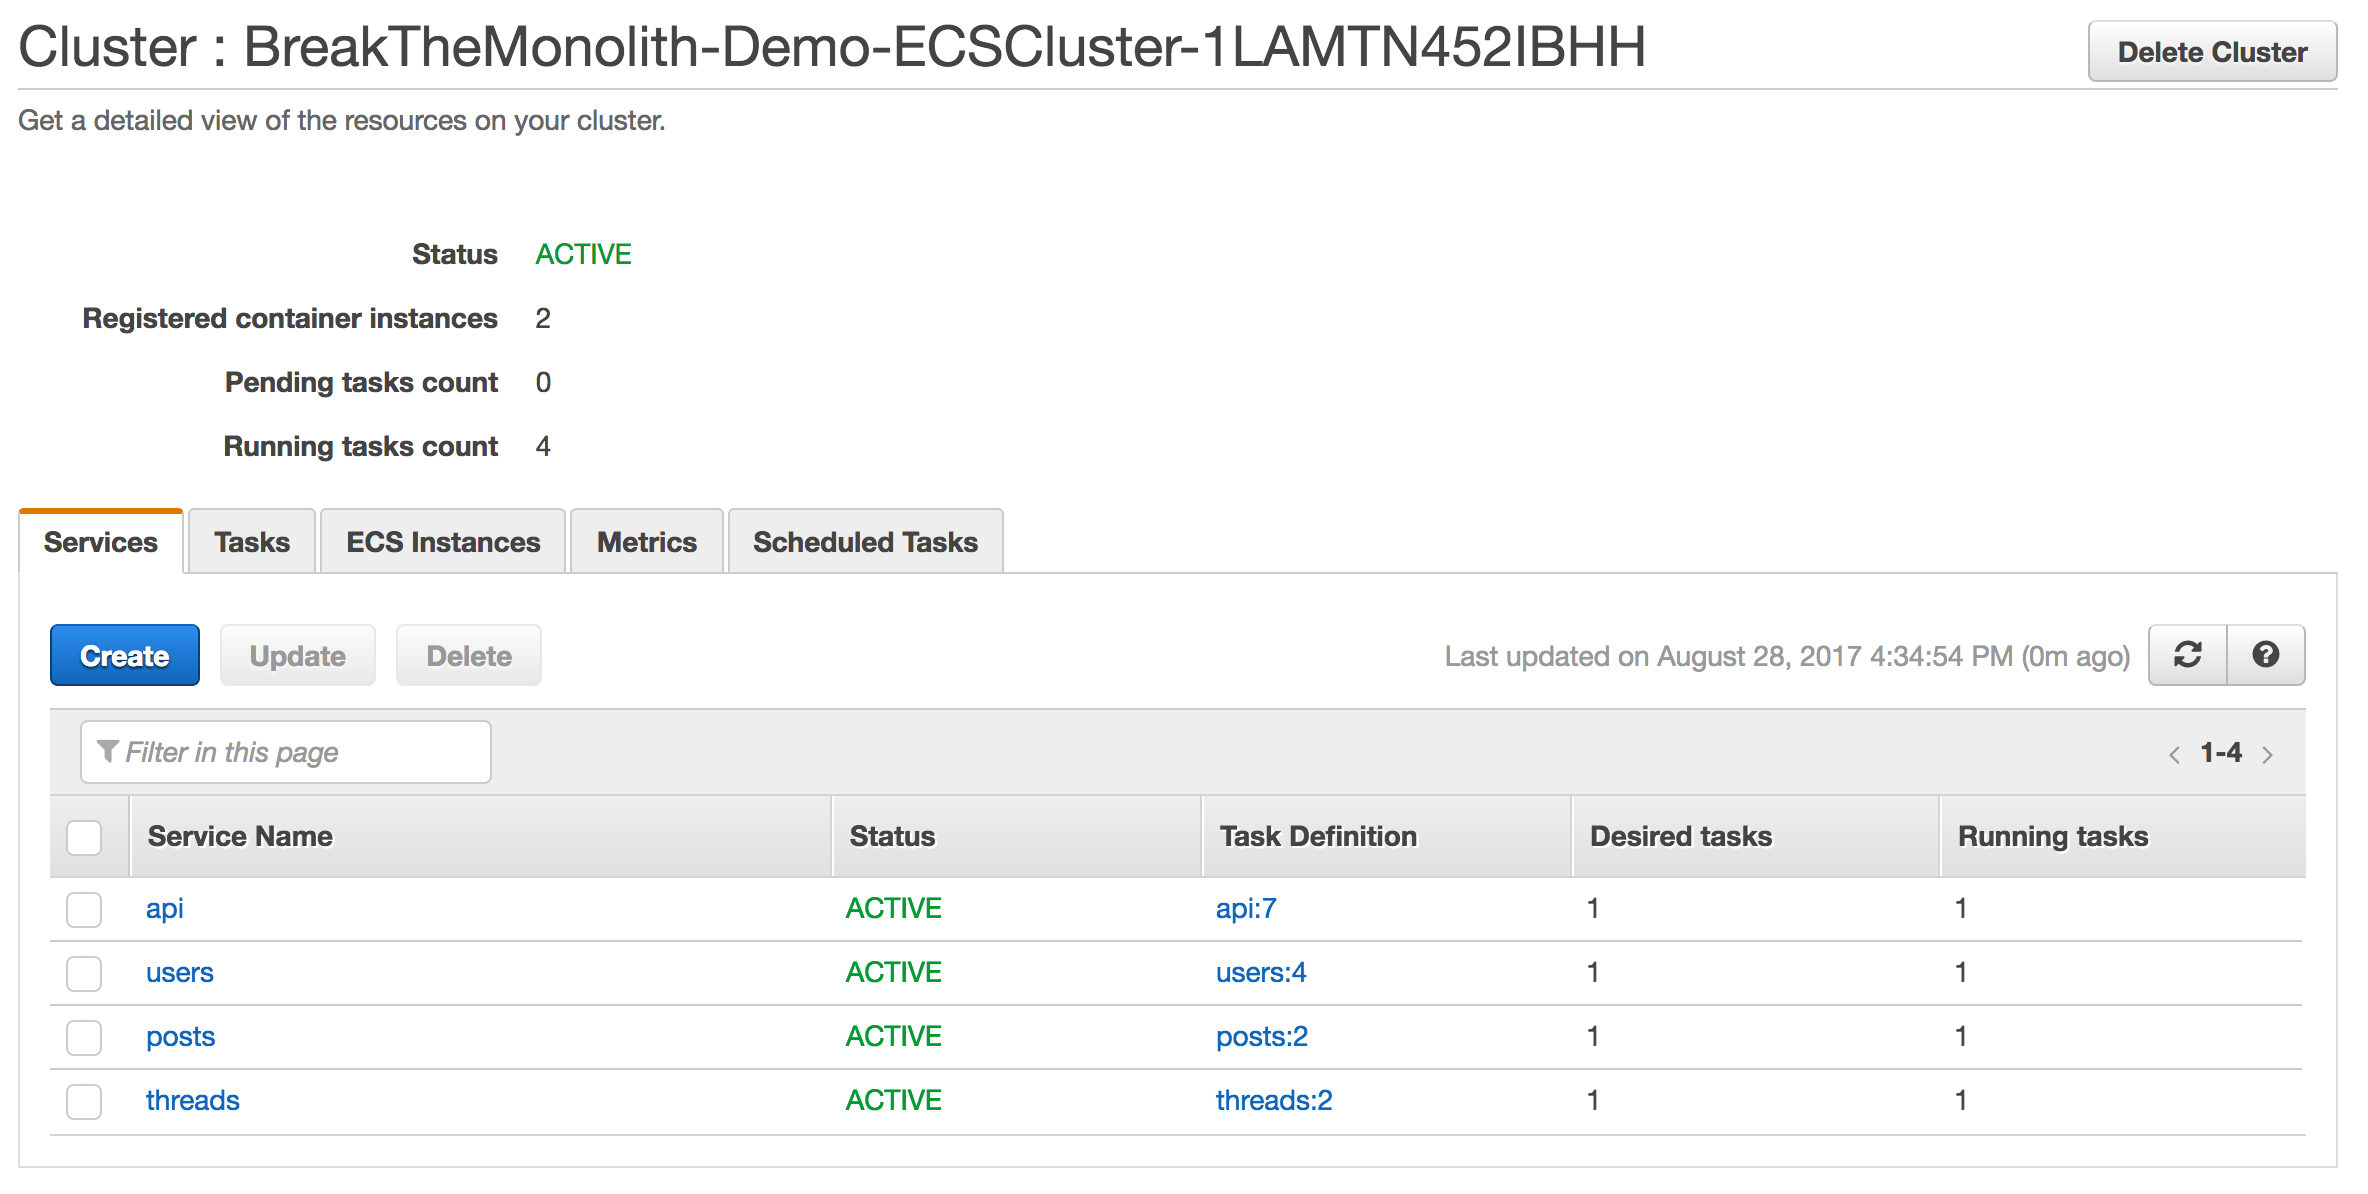 Cluster : BreakTheMonolith-Demo-ECSCluster-1LAMTN452IBHH
Delete Cluster
Get a detailed view of the resources on your cluster.
Status ACTIVE
Registered container instances 2
Pending tasks count 0
Running tasks count 4
Services Tasks ECS Instances Metrics Scheduled Tasks
Create Update Delete Last updated on August 28, 2017 4:34:54 PM (0m ago)
Filter in this page 1-4
Service Name Status Task Definition Desired tasks Running tasks
api ACTIVE api:7 1 1
users ACTIVE users:4 1 1
posts ACTIVE posts:2 1 1
threads ACTIVE threads:2 1 1